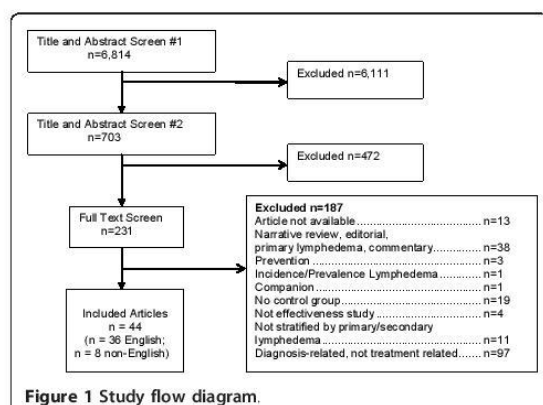 Title and Abstract Screen #1
n=6,814
Excluded n=6,111
Title and Abstract Screen #2
n=703
Excluded n=472
Full Text Screen
n=231
Excluded n=187
Article not available.......................................... n=13
Narrative review, editorial,
primary lymphedema, commentary............... n=38
Prevention ......................................................... n=3
Incidence/Prevalence Lymphedema .............. n=1
Companion ........................................................ n=1
No control group................................................ n=19
Not effectiveness study ................................... n=4
Not stratified by primary/secondary
lymphedema...................................................... n=11
Diagnosis-related, not treatment related....... n=97
Included Articles
n = 44
(n = 36 English;
n = 8 non-English)
Figure 1 Study flow diagram.